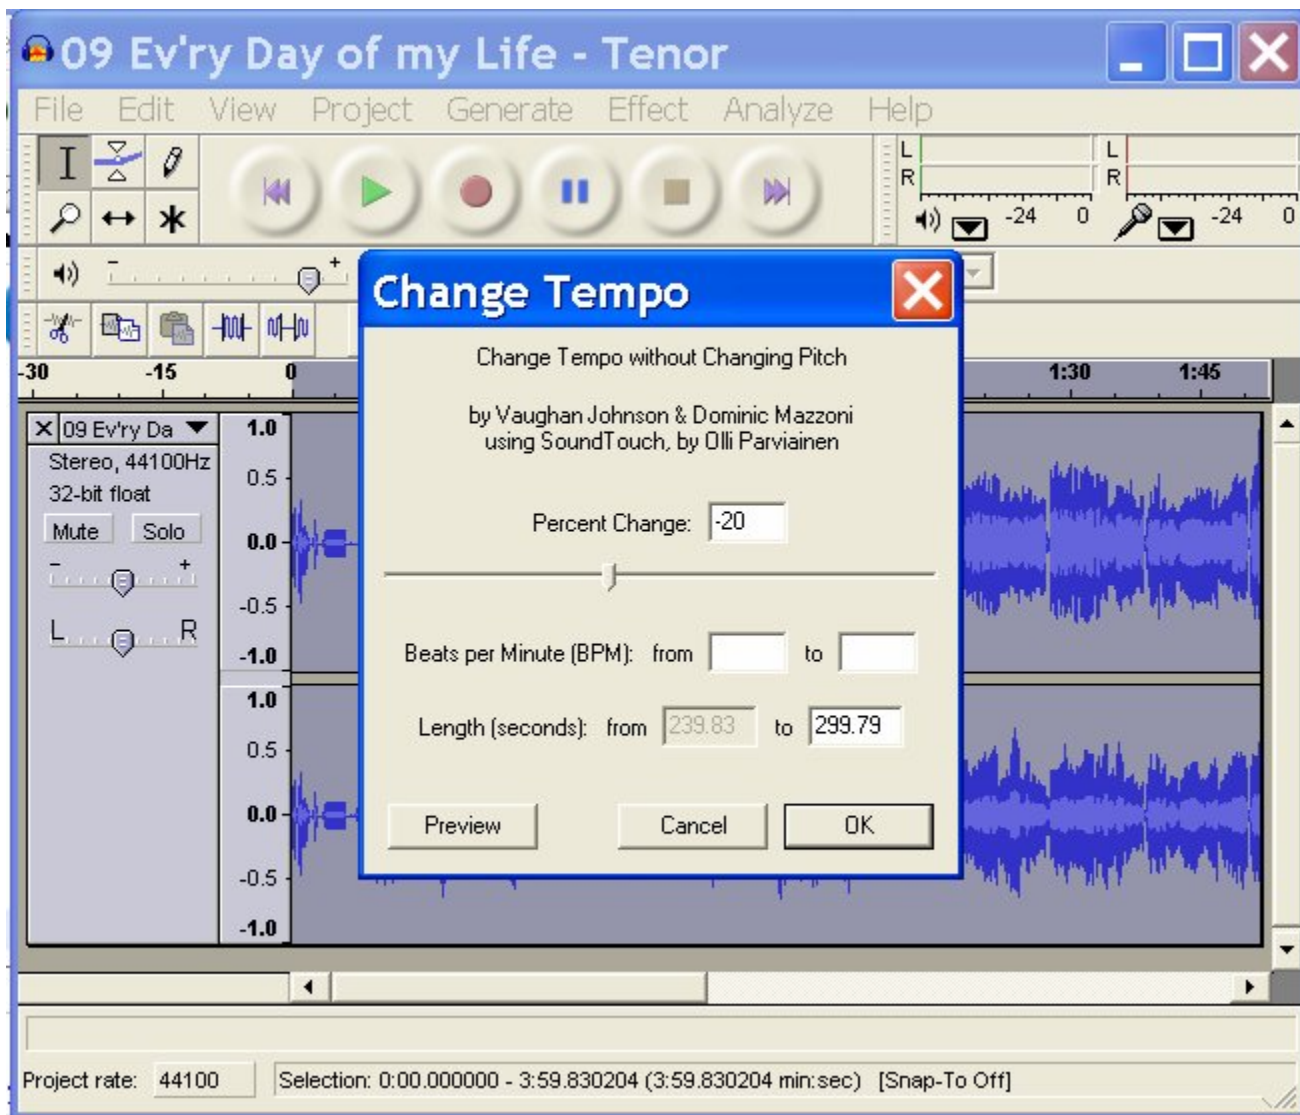 09 Ev'ry Day of my Life - Tenor
File Edit View Project Generate Effect Analyze Help
L
R
-24 0
L
R
-24 0
- +
Change Tempo
-30 -15 0 1:30 1:45
Change Tempo without Changing Pitch
by Vaughan Johnson & Dominic Mazzoni
using SoundTouch, by Olli Parviainen
Percent Change: -20
Beats per Minute (BPM): from to
Length (seconds): from 239.83 to 299.79
Preview Cancel OK
X 09 Ev'ry Da
Stereo, 44100Hz
32-bit float
Mute Solo
- +
L R
1.0
0.5
0.0
-0.5
-1.0
1.0
0.5
0.0
-0.5
-1.0
Project rate: 44100 Selection: 0:00.000000 - 3:59.830204 (3:59.830204 min:sec) [Snap-To Off]